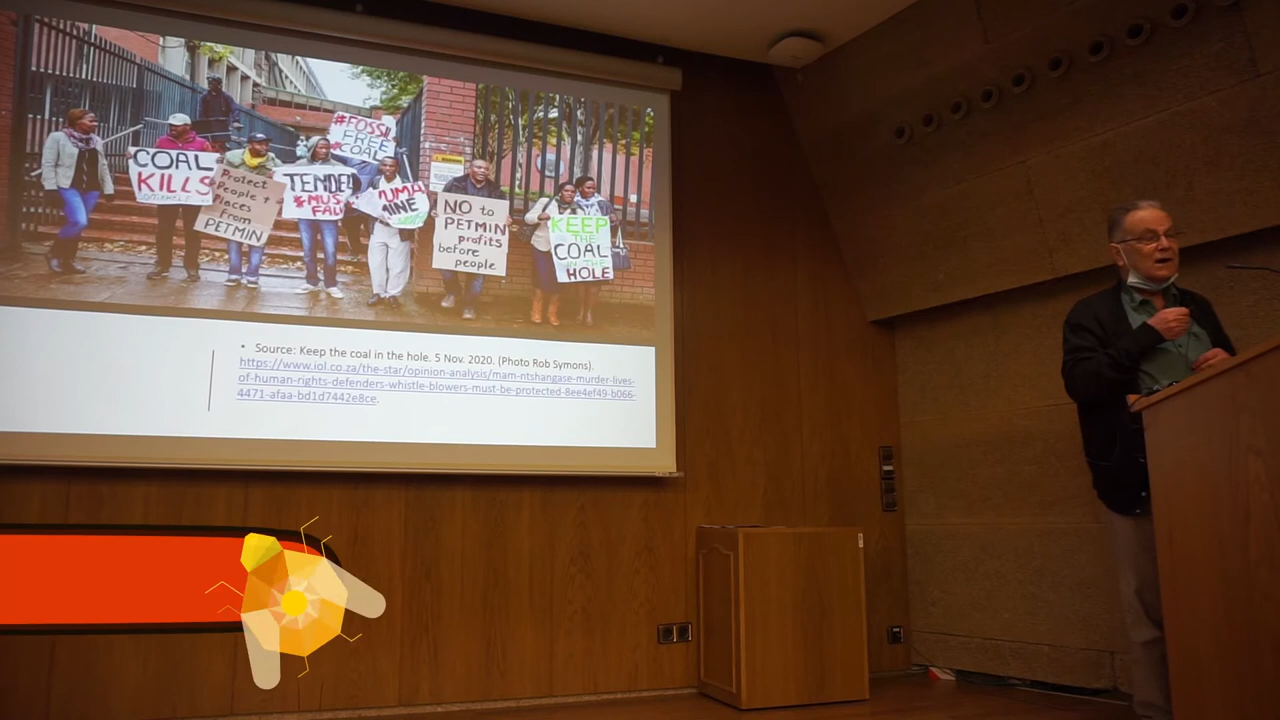 #FOSSIL
FREE
COAL
COAL
KILLS
Protect
People +
Places
From
PETMIN
TENDE
#MUS
FALL
NO to
PETMIN
profits
before
people
KEEP
THE
COAL
IN THE
HOLE
• Source: Keep the coal in the hole. 5 Nov. 2020. (Photo Rob Symons).
https://www.iol.co.za/the-star/opinion-analysis/mam-ntshangase-murder-lives-
of-human-rights-defenders-whistle-blowers-must-be-protected-8ee4ef49-b066-
4471-afaa-bd1d7442e8ce.